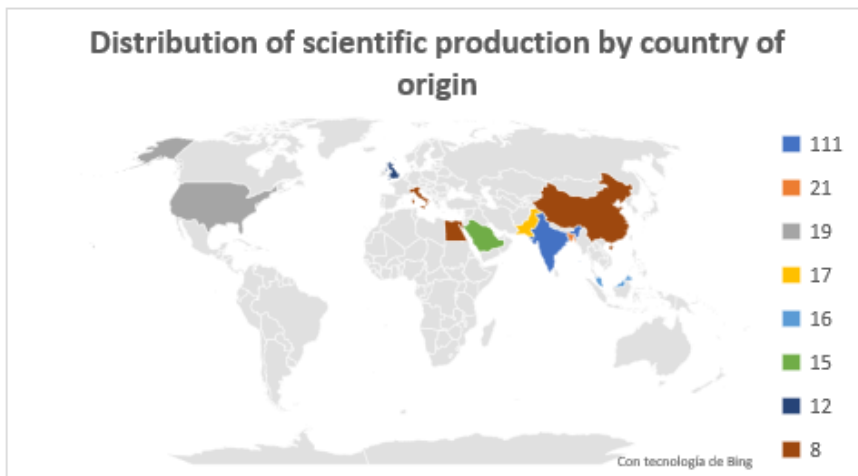 Distribution of scientific production by country of
origin
111
21
19
17
16
15
12
8
Con tecnología de Bing